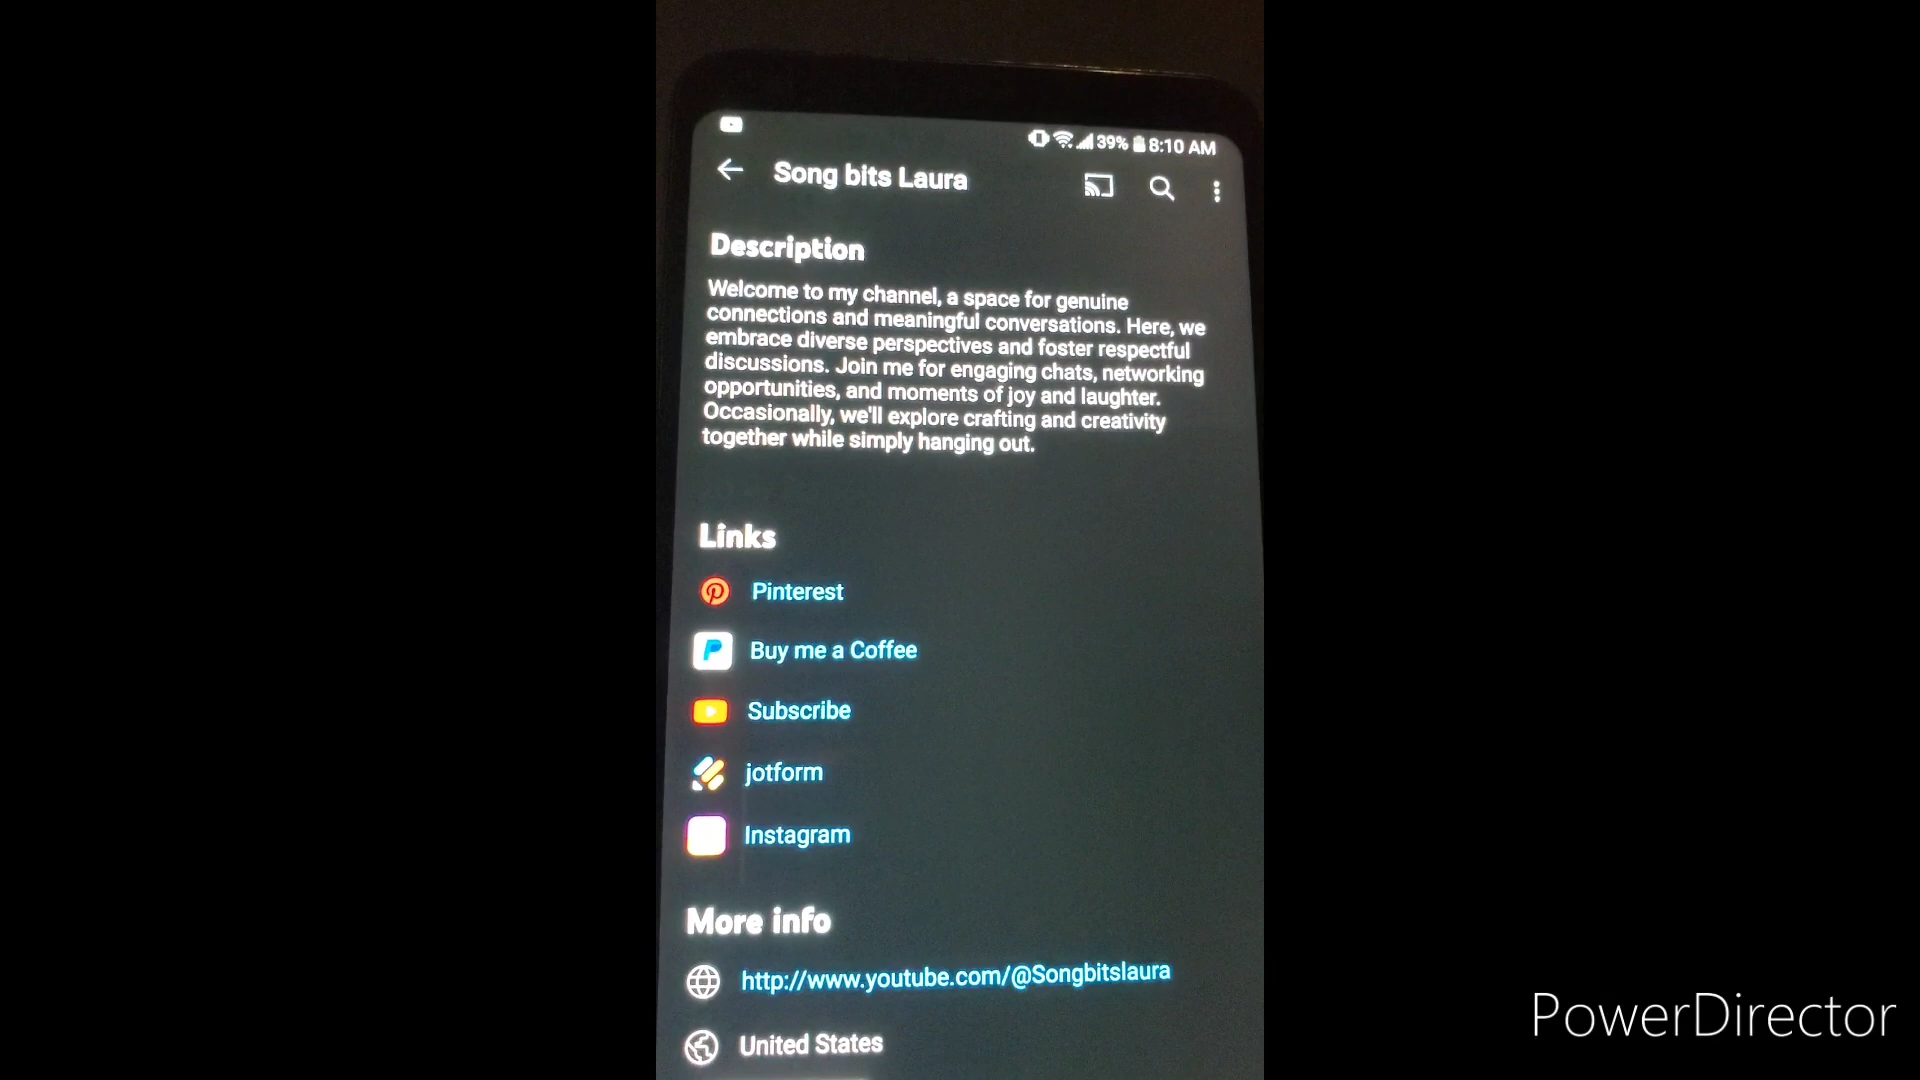 39% 8:10 AM
Song bits Laura
Description
Welcome to my channel, a space for genuine
connections and meaningful conversations. Here, we
embrace diverse perspectives and foster respectful
discussions. Join me for engaging chats, networking
opportunities, and moments of joy and laughter.
Occasionally, we'll explore crafting and creativity
together while simply hanging out.
Links
Pinterest
Buy me a Coffee
Subscribe
jotform
Instagram
More info
http://www.youtube.com/@Songbitslaura
United States
PowerDirector